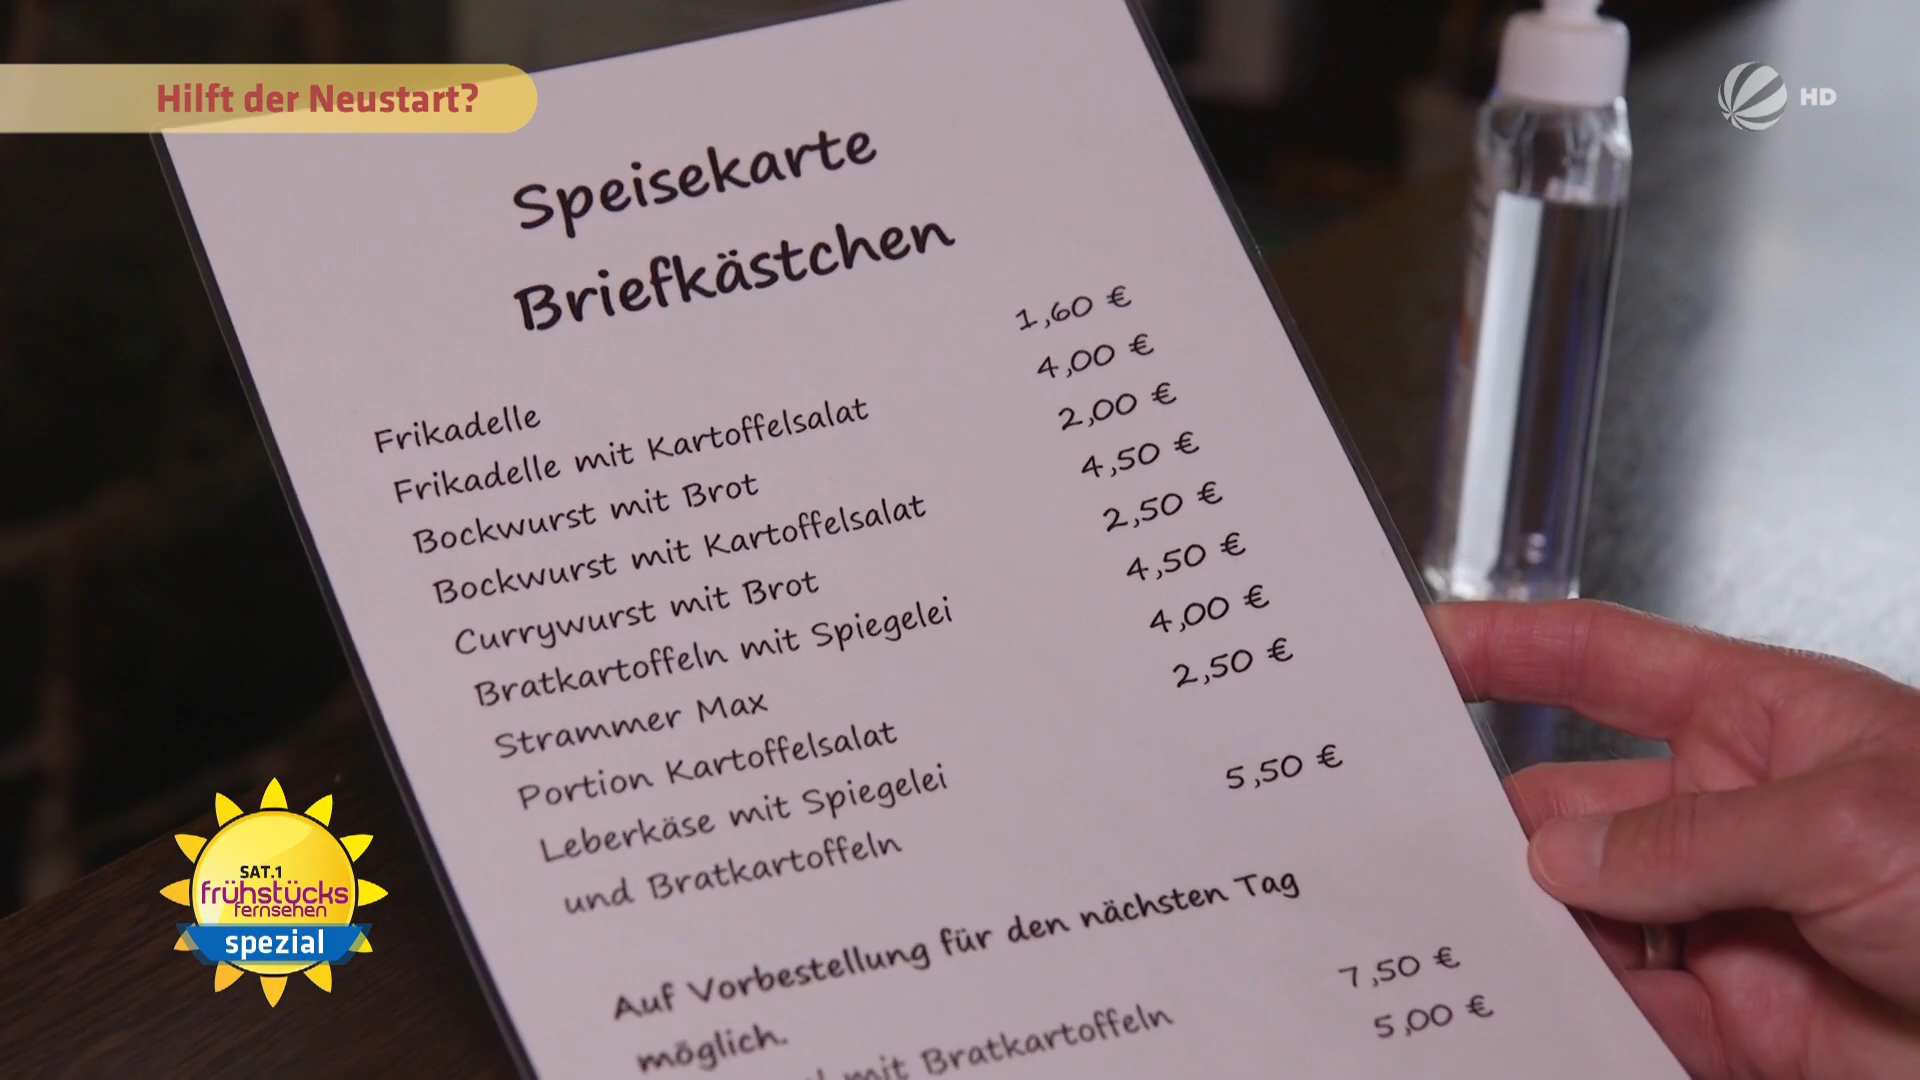 Hilft der Neustart?
HD
Speisekarte
Briefkästchen
Frikadelle 1,60 €
Frikadelle mit Kartoffelsalat 4,00 €
Bockwurst mit Brot 2,00 €
Bockwurst mit Kartoffelsalat 4,50 €
Currywurst mit Brot 2,50 €
Bratkartoffeln mit Spiegelei 4,50 €
Strammer Max 4,00 €
Portion Kartoffelsalat 2,50 €
Leberkäse mit Spiegelei
und Bratkartoffeln 5,50 €
Auf Vorbestellung für den nächsten Tag
möglich.
mit Bratkartoffeln 7,50 €
5,00 €
SAT.1
frühstücks
fernsehen
spezial